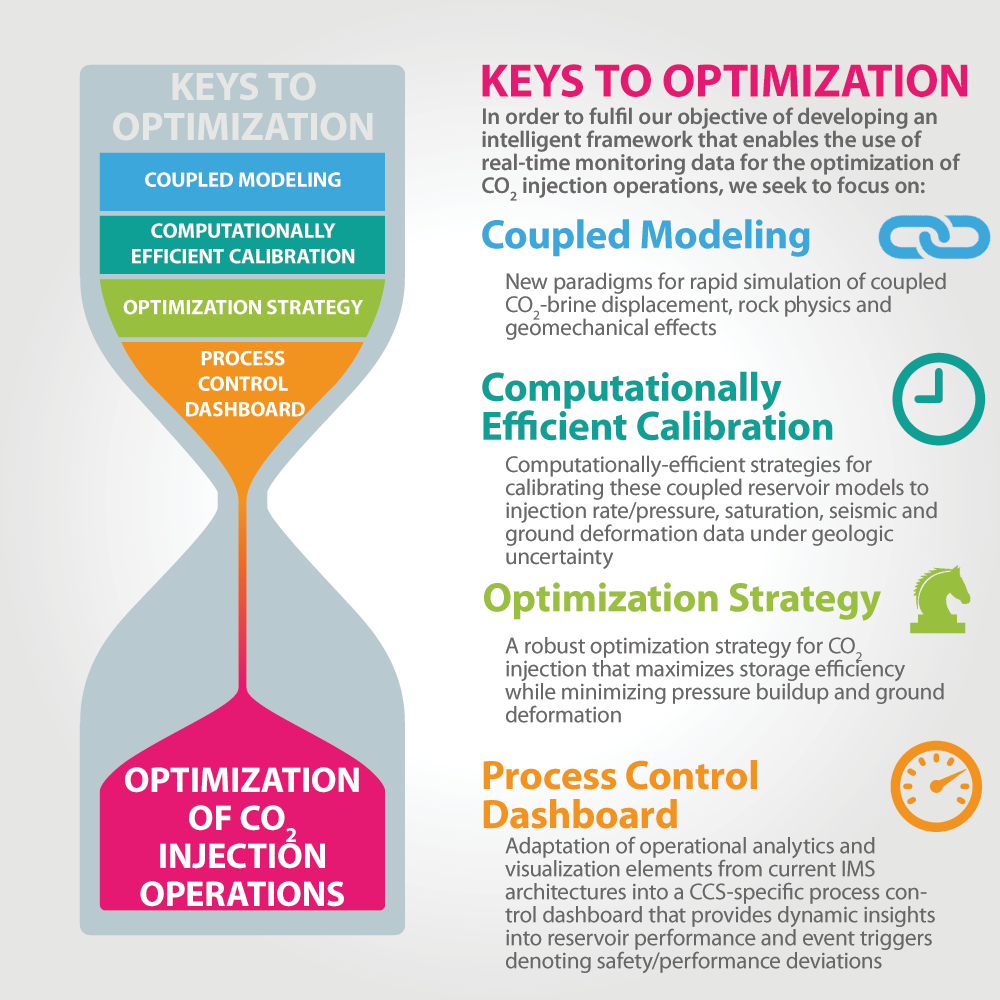 KEYS TO
OPTIMIZATION
COUPLED MODELING
COMPUTATIONALLY
EFFICIENT CALIBRATION
OPTIMIZATION STRATEGY
PROCESS
CONTROL
DASHBOARD
OPTIMIZATION
OF CO2
INJECTION
OPERATIONS
KEYS TO OPTIMIZATION
In order to fulfil our objective of developing an
intelligent framework that enables the use of
real-time monitoring data for the optimization of
CO2 injection operations, we seek to focus on:
Coupled Modeling
New paradigms for rapid simulation of coupled
CO2-brine displacement, rock physics and
geomechanical effects
Computationally
Efficient Calibration
Computationally-efficient strategies for
calibrating these coupled reservoir models to
injection rate/pressure, saturation, seismic and
ground deformation data under geologic
uncertainty
Optimization Strategy
A robust optimization strategy for CO2
injection that maximizes storage efficiency
while minimizing pressure buildup and ground
deformation
Process Control
Dashboard
Adaptation of operational analytics and
visualization elements from current IMS
architectures into a CCS-specific process con-
trol dashboard that provides dynamic insights
into reservoir performance and event triggers
denoting safety/performance deviations